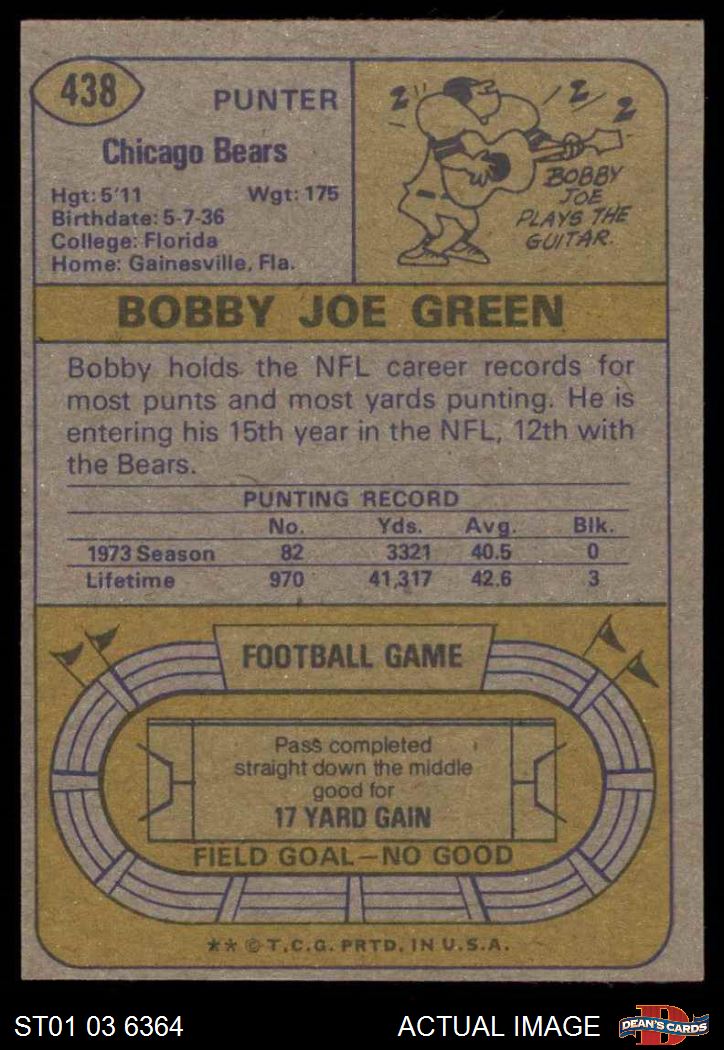 438
PUNTER
Chicago Bears
Hgt: 5'11 Wgt: 175
Birthdate: 5-7-36
College: Florida
Home: Gainesville, Fla.
BOBBY
JOE
PLAYS THE
GUITAR.
BOBBY JOE GREEN
Bobby holds the NFL career records for
most punts and most yards punting. He is
entering his 15th year in the NFL, 12th with
the Bears.
PUNTING RECORD
No. Yds. Avg. Blk.
1973 Season 82 3321 40.5 0
Lifetime 970 41,317 42.6 3
FOOTBALL GAME
Pass completed
straight down the middle
good for
17 YARD GAIN
FIELD GOAL—NO GOOD
** © T.C.G. PRTD. IN U.S.A.
ST01 03 6364 ACTUAL IMAGE
D
DEAN'S CARDS